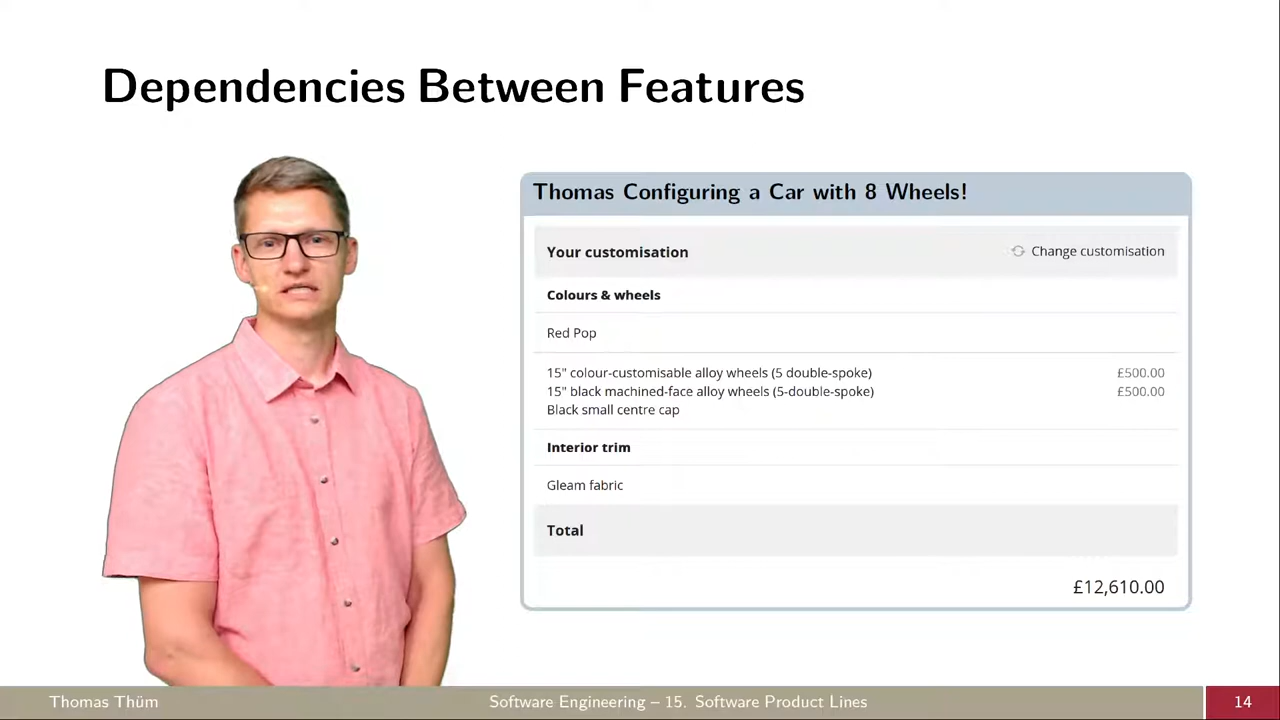 Dependencies Between Features
Thomas Configuring a Car with 8 Wheels!
Your customisation
Change customisation
Colours & wheels
Red Pop
15" colour-customisable alloy wheels (5 double-spoke) £500.00
15" black machined-face alloy wheels (5-double-spoke) £500.00
Black small centre cap
Interior trim
Gleam fabric
Total
£12,610.00
Thomas Thüm
Software Engineering – 15. Software Product Lines
14